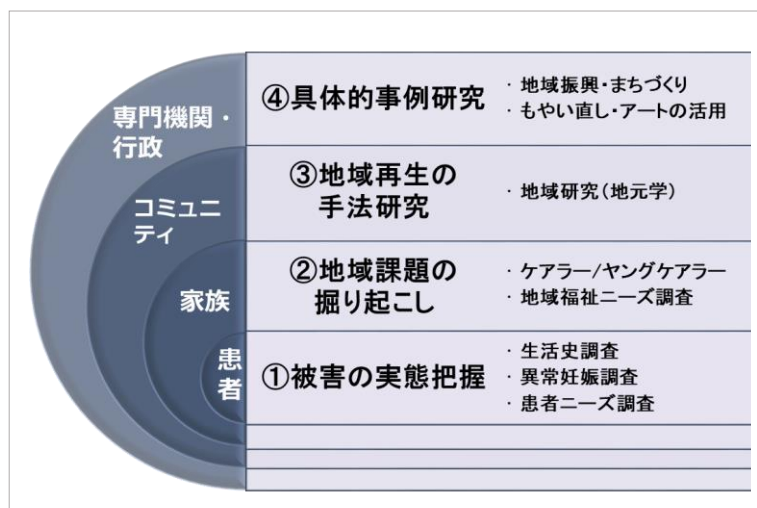 専門機関・
行政
④具体的事例研究
・地域振興・まちづくり
・もやい直し・アートの活用
コミュニ
ティ
③地域再生の
手法研究
・地域研究(地元学)
家族
②地域課題の
掘り起こし
・ケアラー/ヤングケアラー
・地域福祉ニーズ調査
患
者
①被害の実態把握
・生活史調査
・異常妊娠調査
・患者ニーズ調査